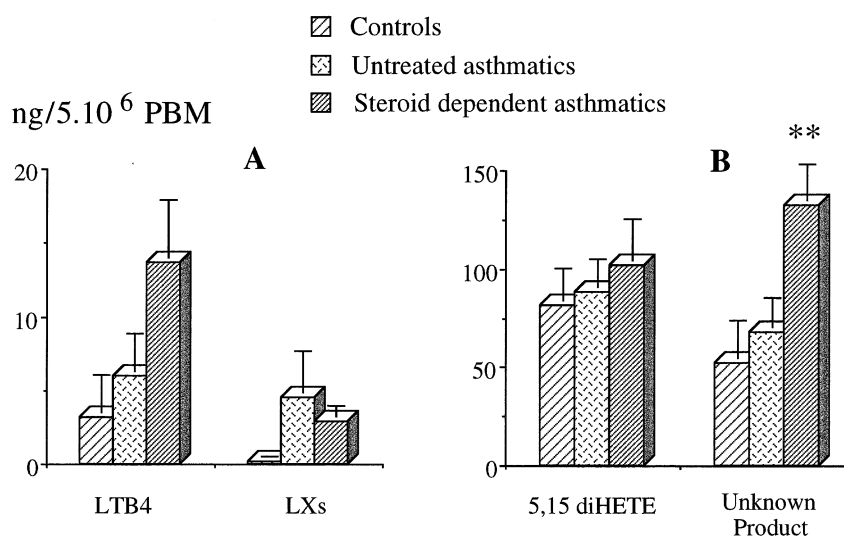 Controls
Untreated asthmatics
Steroid dependent asthmatics
ng/5.10 6 PBM
A
20
10
0
LTB4
LXs
B
**
150
100
50
0
5,15 diHETE
Unknown
Product